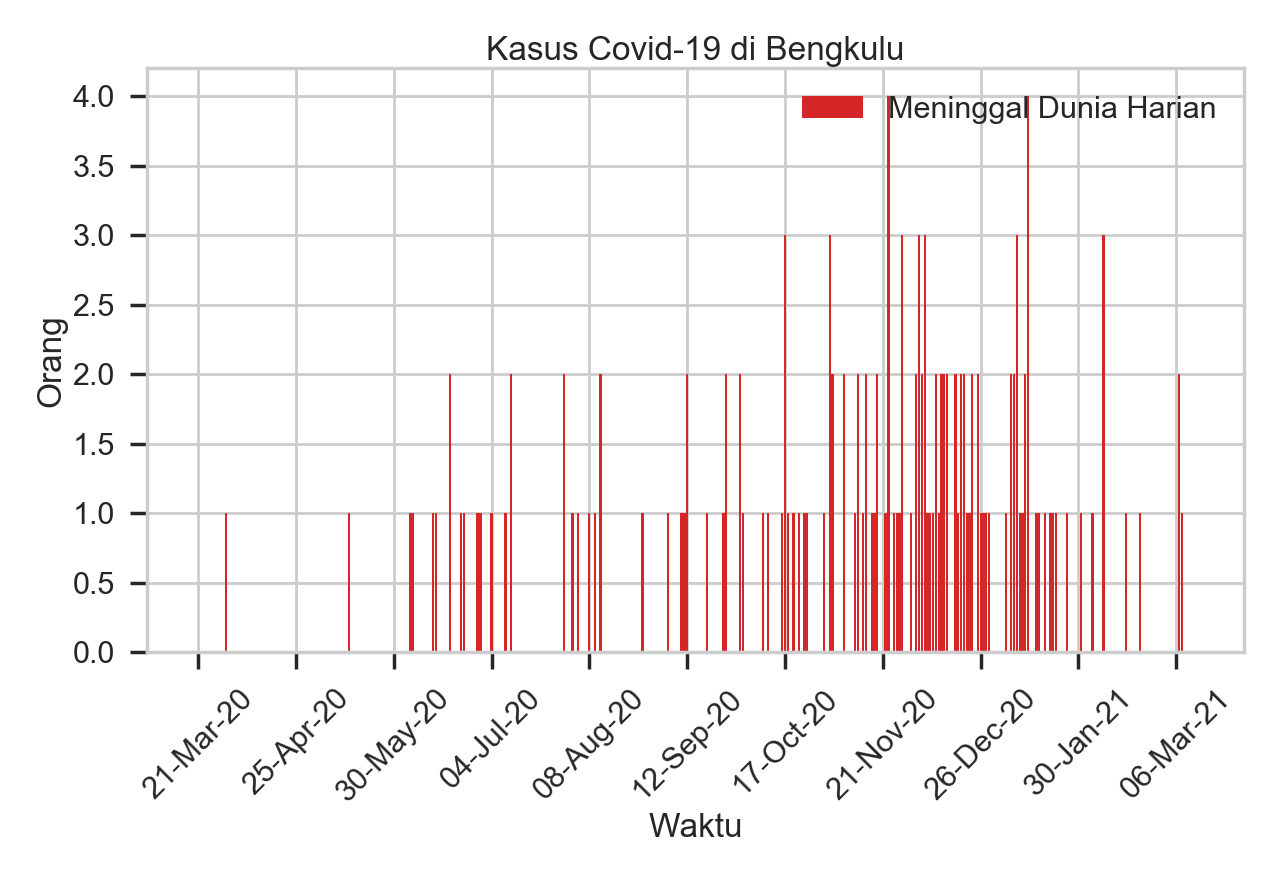 Kasus Covid-19 di Bengkulu
Meninggal Dunia Harian
4.0
3.5
3.0
2.5
2.0
1.5
1.0
0.5
0.0
Orang
21-Mar-20
25-Apr-20
30-May-20
04-Jul-20
08-Aug-20
12-Sep-20
17-Oct-20
21-Nov-20
26-Dec-20
30-Jan-21
06-Mar-21
Waktu